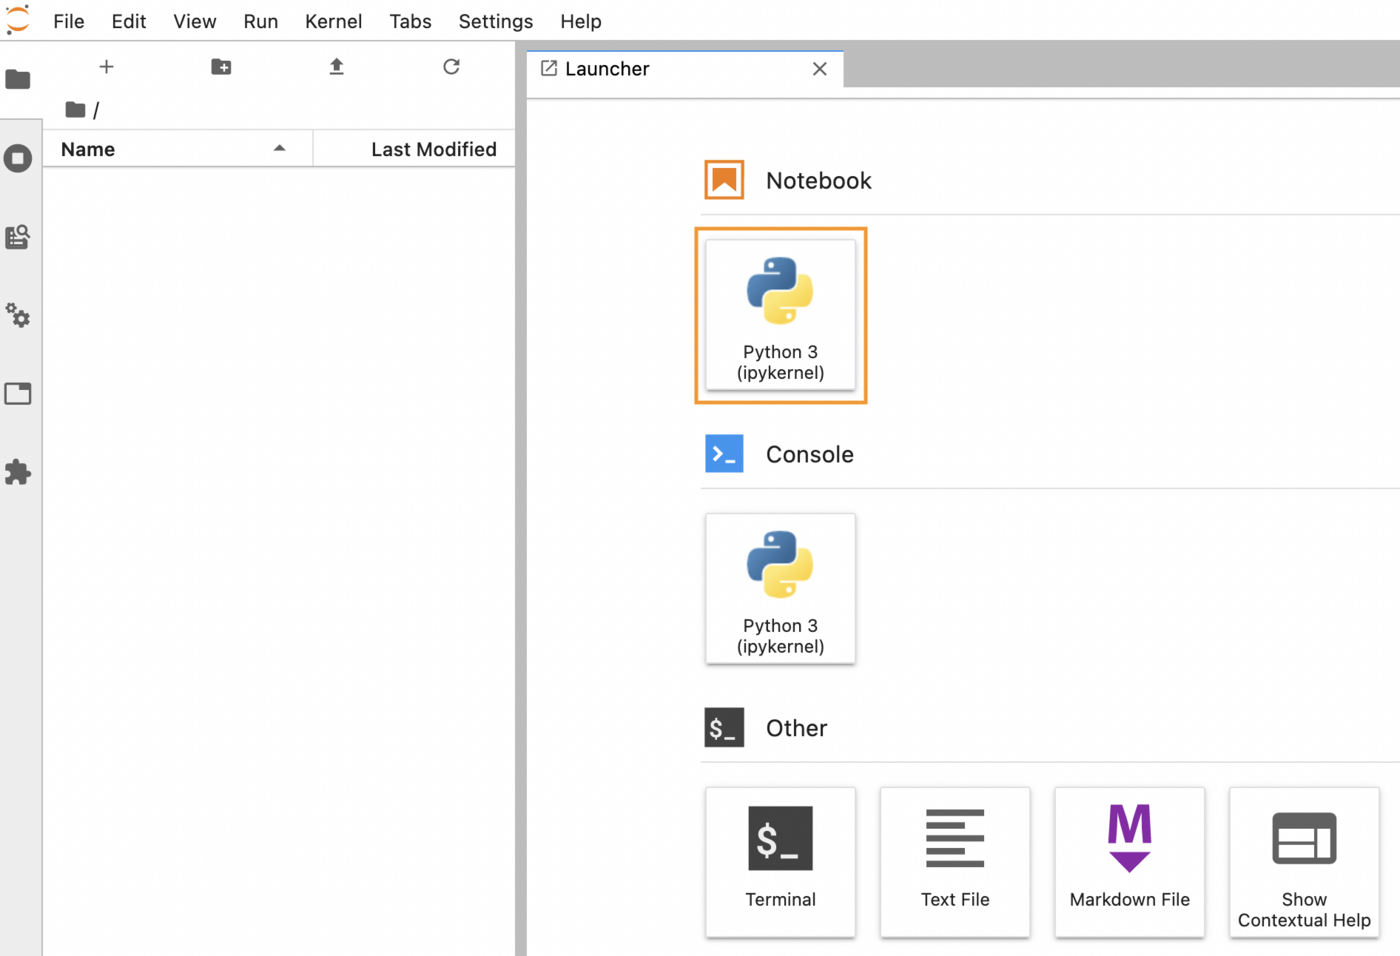 File Edit View Run Kernel Tabs Settings Help
Launcher
/
Name Last Modified
Notebook
Python 3
(ipykernel)
Console
Python 3
(ipykernel)
$_ Other
$_
Terminal Text File Markdown File Show
Contextual Help